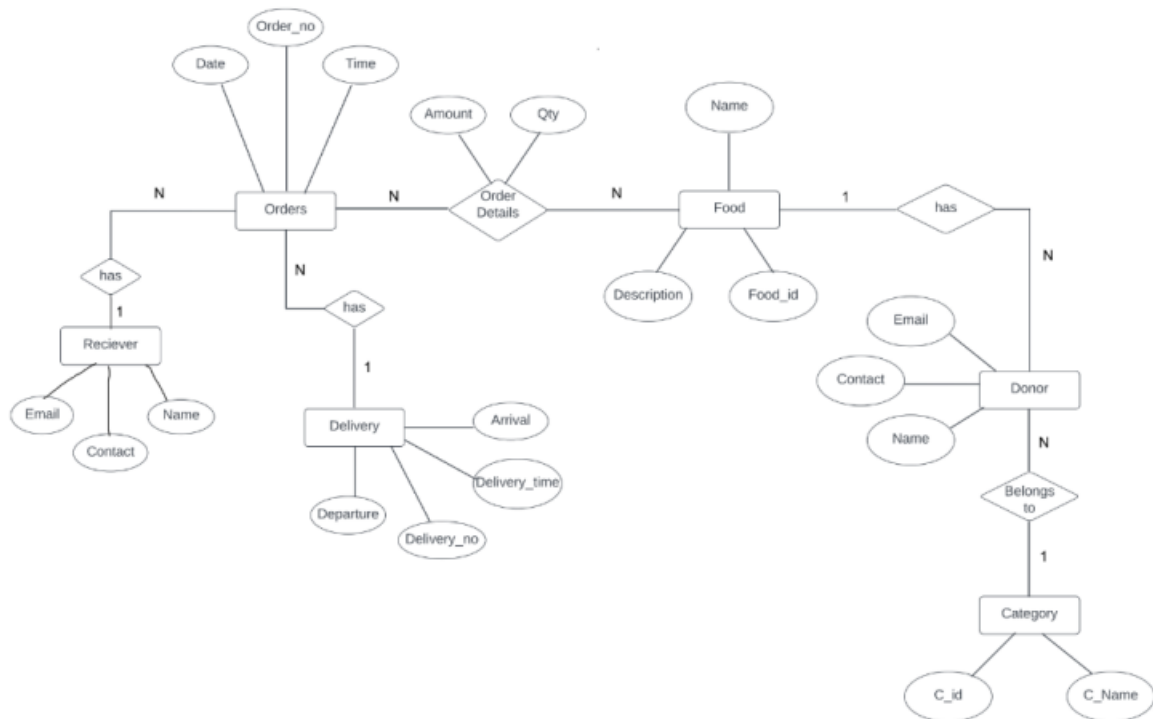 Order_no
Date
Time
Amount
Qty
Name
N
Orders
N
Order
Details
N
Food
1
has
has
N
has
N
Description
Food_id
1
Reciever
Email
Contact
Name
1
Delivery
Arrival
Delivery_time
Departure
Delivery_no
Email
Contact
Donor
Name
N
Belongs
to
1
Category
C_id
C_Name